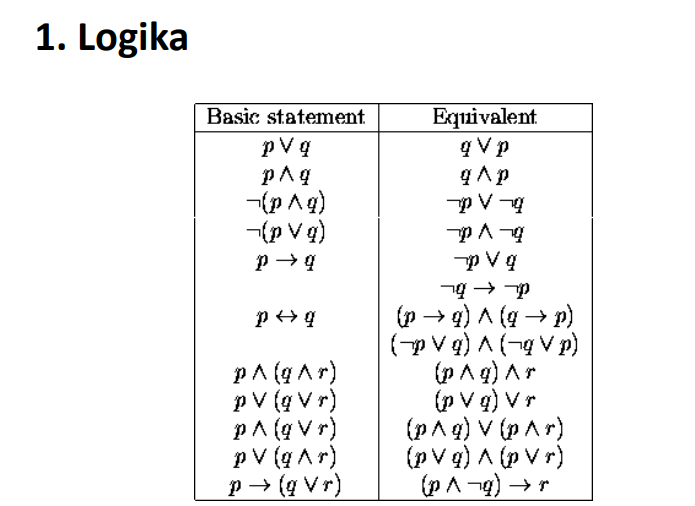 1. Logika
Basic statement Equivalent
p ∨ q q ∨ p
p ∧ q q ∧ p
¬(p ∧ q) ¬p ∨ ¬q
¬(p ∨ q) ¬p ∧ ¬q
p → q ¬p ∨ q
¬q → ¬p
p ↔ q (p → q) ∧ (q → p)
(¬p ∨ q) ∧ (¬q ∨ p)
p ∧ (q ∧ r) (p ∧ q) ∧ r
p ∨ (q ∨ r) (p ∨ q) ∨ r
p ∧ (q ∨ r) (p ∧ q) ∨ (p ∧ r)
p ∨ (q ∧ r) (p ∨ q) ∧ (p ∨ r)
p → (q ∨ r) (p ∧ ¬q) → r